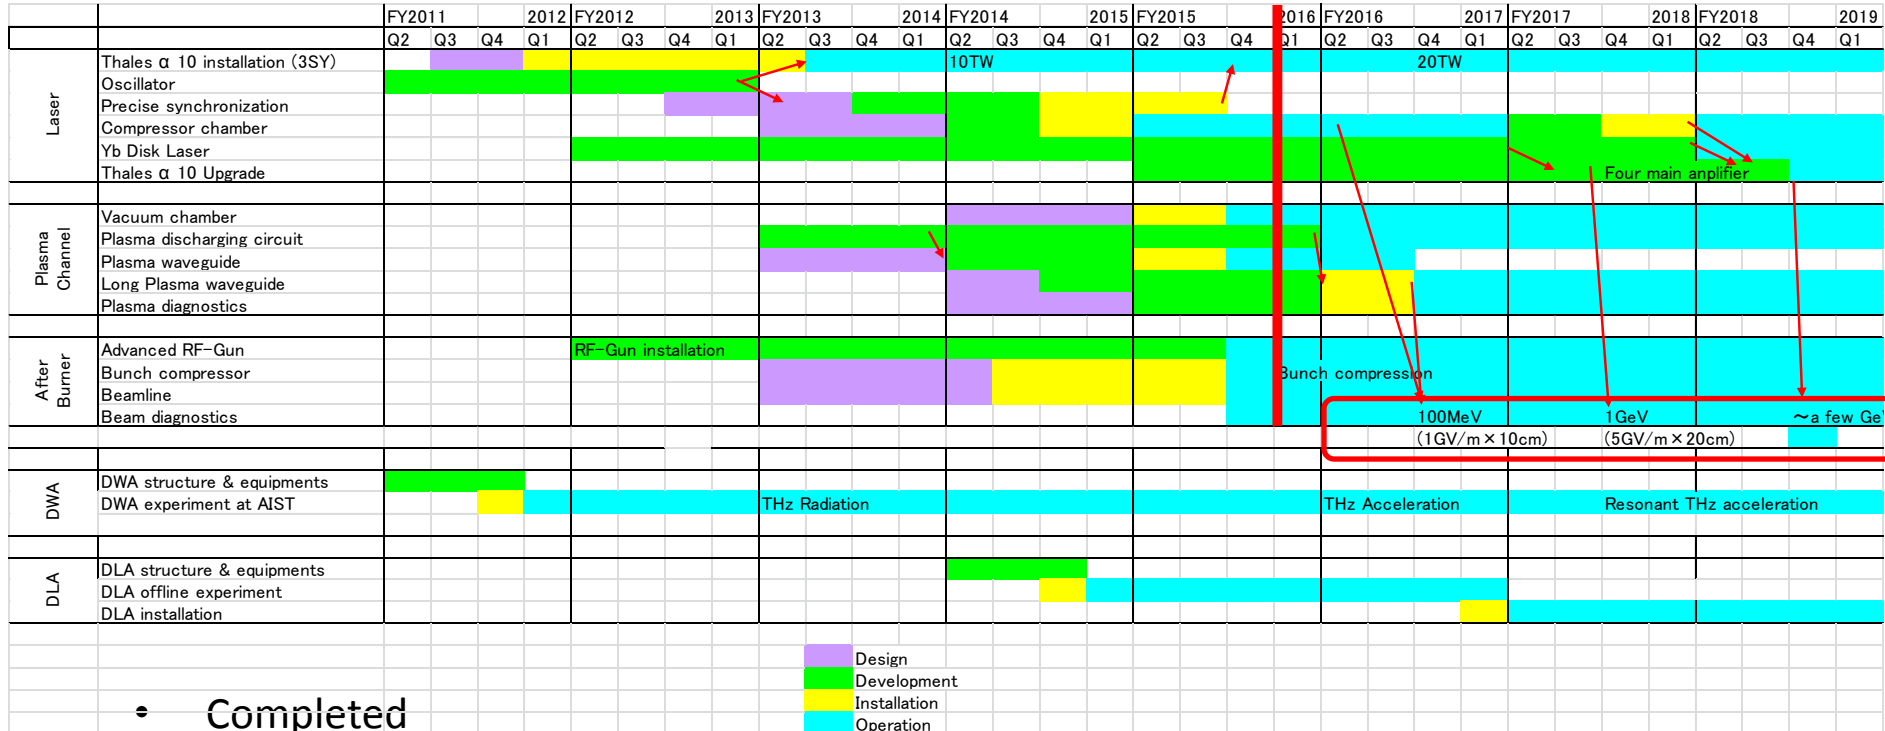 FY2011 2012 FY2012 2013 FY2013 2014 FY2014 2015 FY2015 2016 FY2016 2017 FY2017 2018 FY2018 2019
Q2 Q3 Q4 Q1 Q2 Q3 Q4 Q1 Q2 Q3 Q4 Q1 Q2 Q3 Q4 Q1 Q2 Q3 Q4 Q1 Q2 Q3 Q4 Q1 Q2 Q3 Q4 Q1 Q2 Q3 Q4 Q1
Laser
Thales α 10 installation (3SY) 10TW 20TW
Oscillator
Precise synchronization
Compressor chamber
Yb Disk Laser
Thales α 10 Upgrade Four main anplifier
Plasma
Channel
Vacuum chamber
Plasma discharging circuit
Plasma waveguide
Long Plasma waveguide
Plasma diagnostics
After
Burner
Advanced RF-Gun RF-Gun installation
Bunch compressor Bunch compression
Beamline
Beam diagnostics 100MeV 1GeV ～a few GeV
(1GV/m×10cm) (5GV/m×20cm)
DWA
DWA structure & equipments
DWA experiment at AIST THz Radiation THz Acceleration Resonant THz acceleration
DLA
DLA structure & equipments
DLA offline experiment
DLA installation
Design
Development
Installation
Operation
• Completed